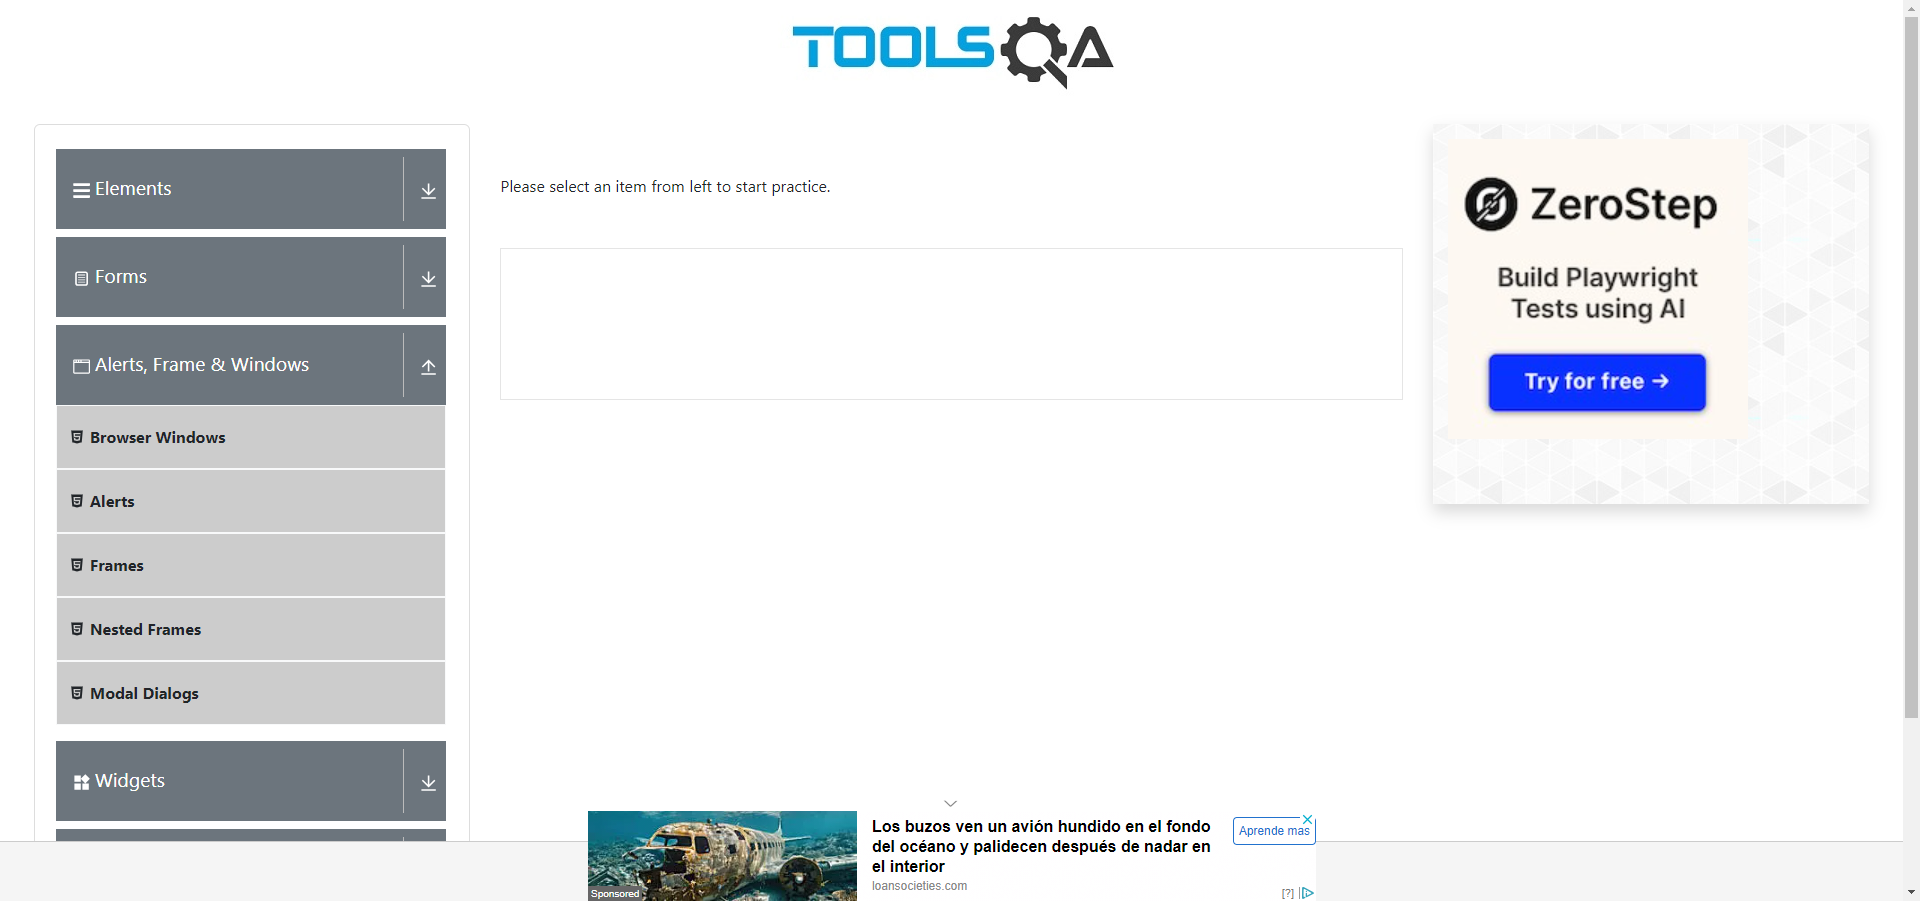 TOOLSQA
Elements
Forms
Alerts, Frame & Windows
Browser Windows
Alerts
Frames
Nested Frames
Modal Dialogs
Widgets
Please select an item from left to start practice.
ZeroStep
Build Playwright
Tests using AI
Try for free →
Sponsored
Los buzos ven un avión hundido en el fondo
del océano y palidecen después de nadar en
el interior
loansocieties.com
Aprende mas
[?]